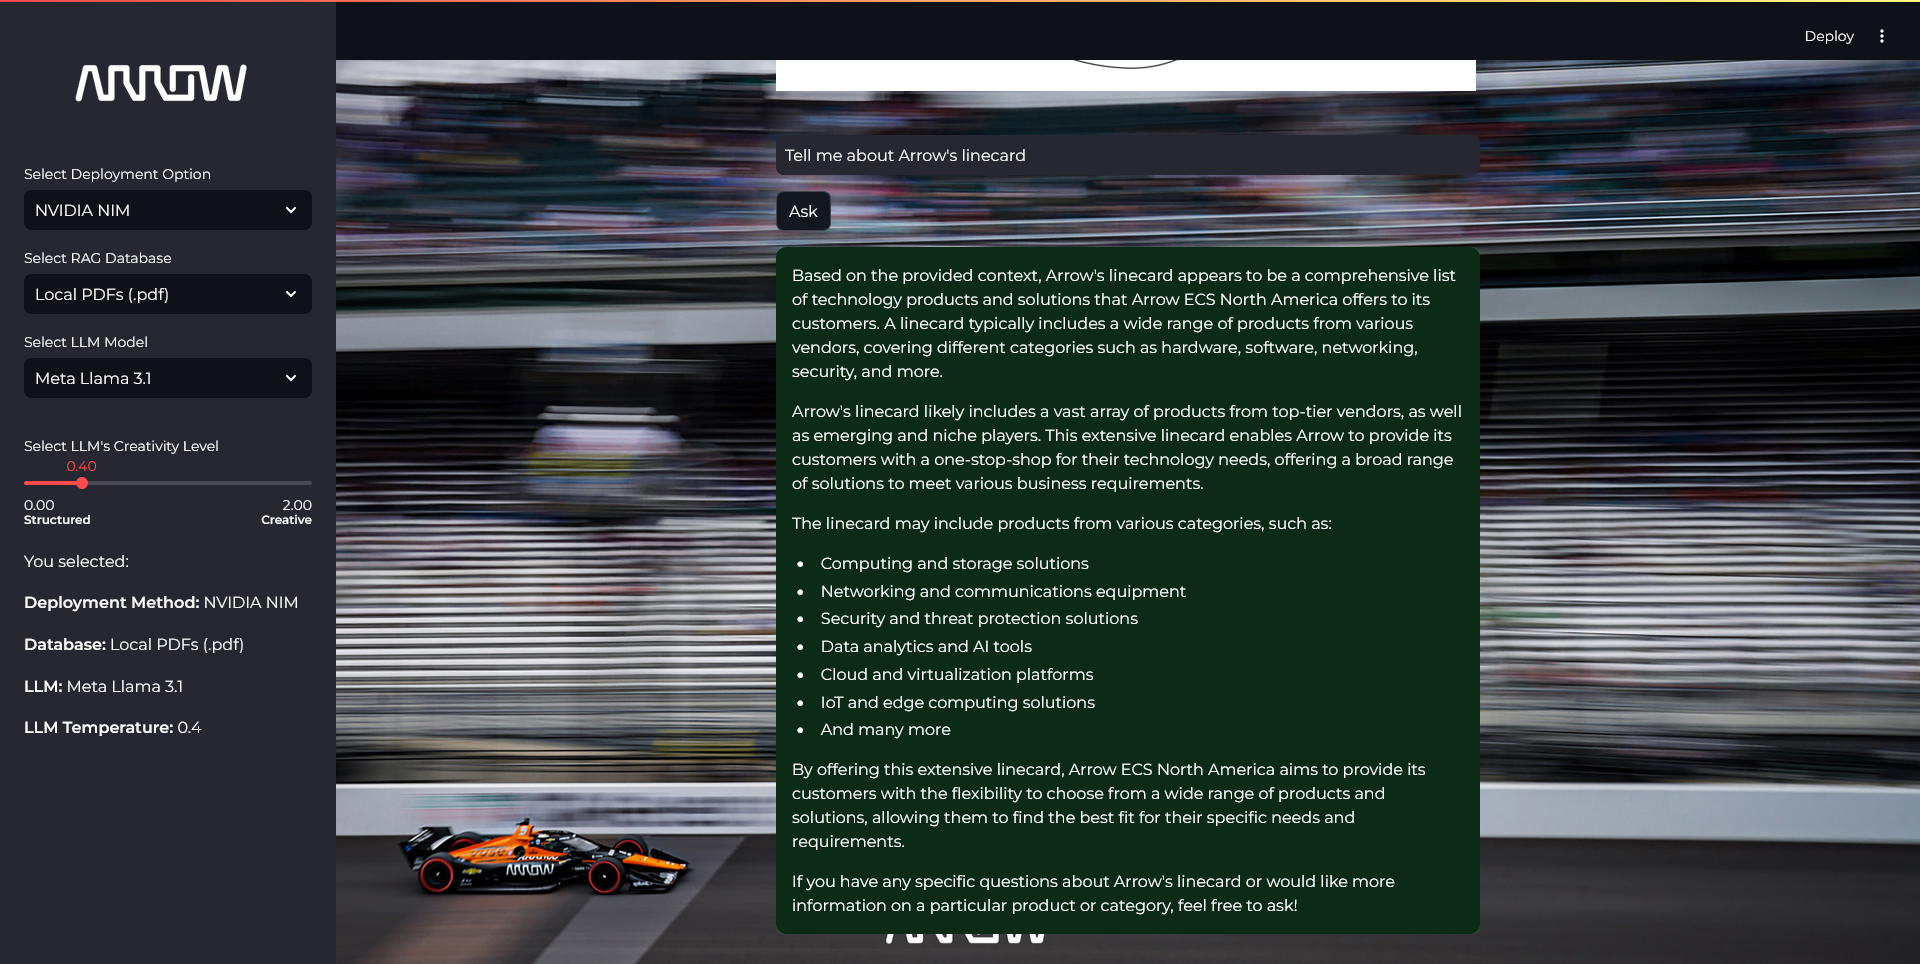 Deploy
ARROW
Select Deployment Option
NVIDIA NIM
Select RAG Database
Local PDFs (.pdf)
Select LLM Model
Meta Llama 3.1
Select LLM's Creativity Level
0.40
0.00
2.00
Structured
Creative
You selected:
Deployment Method: NVIDIA NIM
Database: Local PDFs (.pdf)
LLM: Meta Llama 3.1
LLM Temperature: 0.4
Tell me about Arrow's linecard
Ask
Based on the provided context, Arrow's linecard appears to be a comprehensive list
of technology products and solutions that Arrow ECS North America offers to its
customers. A linecard typically includes a wide range of products from various
vendors, covering different categories such as hardware, software, networking,
security, and more.
Arrow's linecard likely includes a vast array of products from top-tier vendors, as well
as emerging and niche players. This extensive linecard enables Arrow to provide its
customers with a one-stop-shop for their technology needs, offering a broad range
of solutions to meet various business requirements.
The linecard may include products from various categories, such as:
• Computing and storage solutions
• Networking and communications equipment
• Security and threat protection solutions
• Data analytics and AI tools
• Cloud and virtualization platforms
• IoT and edge computing solutions
• And many more
By offering this extensive linecard, Arrow ECS North America aims to provide its
customers with the flexibility to choose from a wide range of products and
solutions, allowing them to find the best fit for their specific needs and
requirements.
If you have any specific questions about Arrow's linecard or would like more
information on a particular product or category, feel free to ask!
ARROW
ARROW